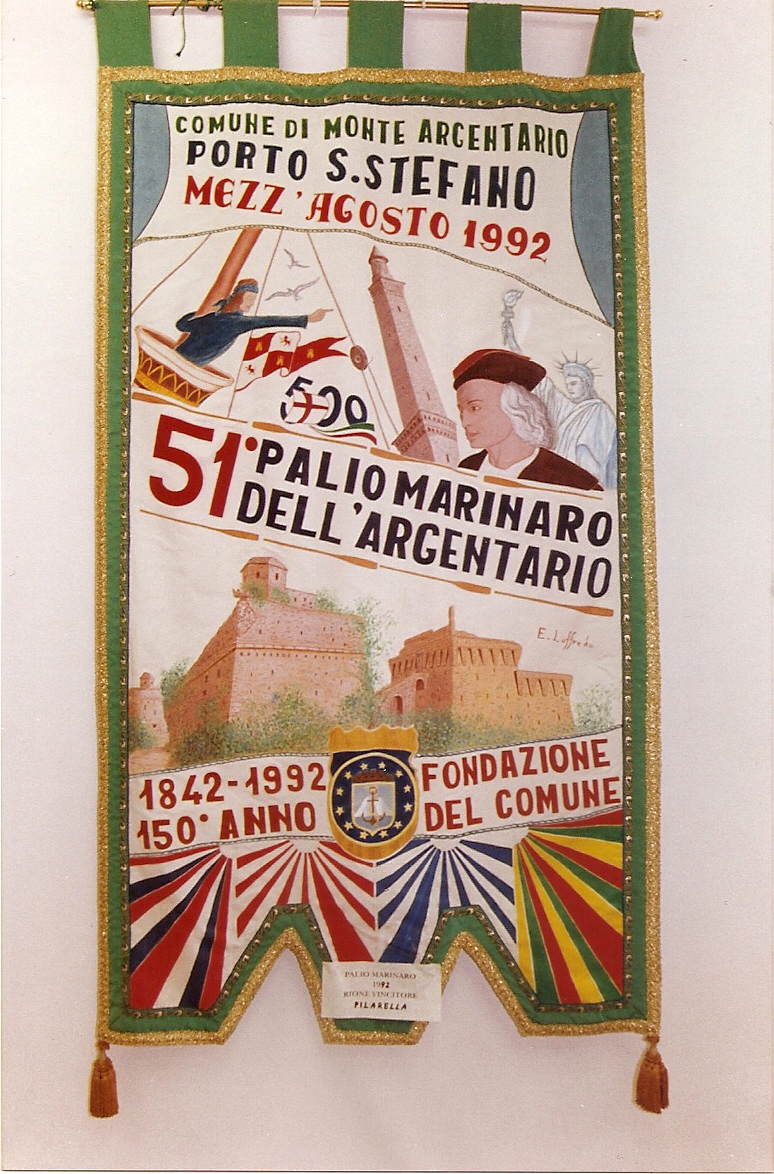 COMUNE DI MONTE ARGENTARIO
PORTO S.STEFANO
MEZZ'AGOSTO 1992
500
51° PALIO MARINARO
DELL'ARGENTARIO
E. Loffredo
1842-1992
150° ANNO
FONDAZIONE
DEL COMUNE
PALIO MARINARO
1992
RIONE VINCITORE
PILARELLA